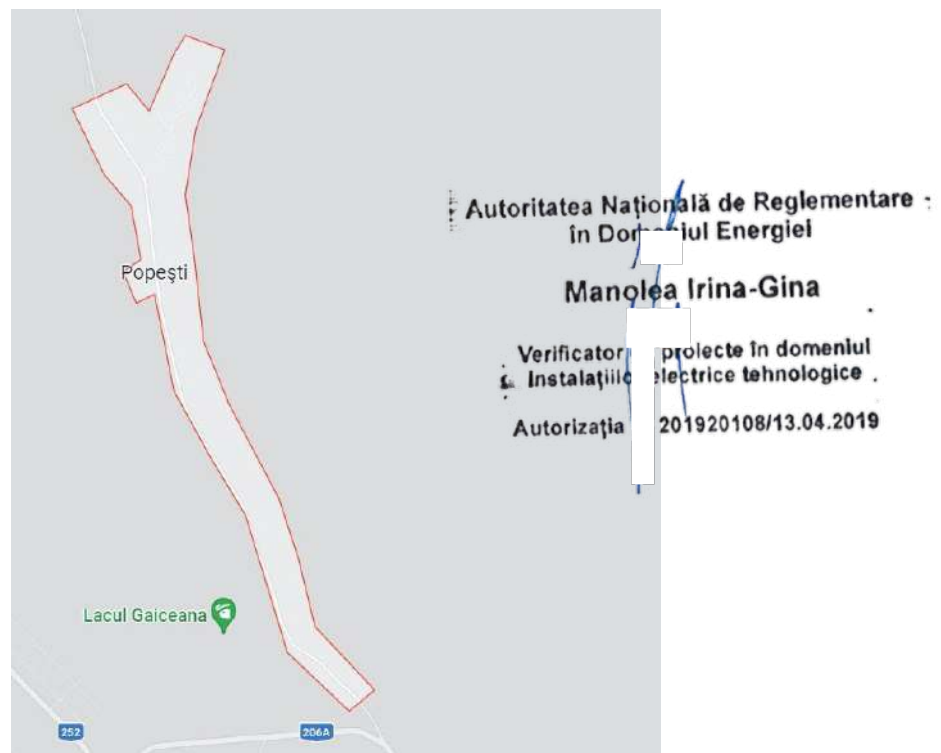 Autoritatea Națională de Reglementare
în Domeniul Energiei
Manolea Irina-Gina
Verificator proiecte în domeniul
Instalațiilo electrice tehnologice
Autorizația 201920108/13.04.2019
Popești
Lacul Gaiceana
252
206A